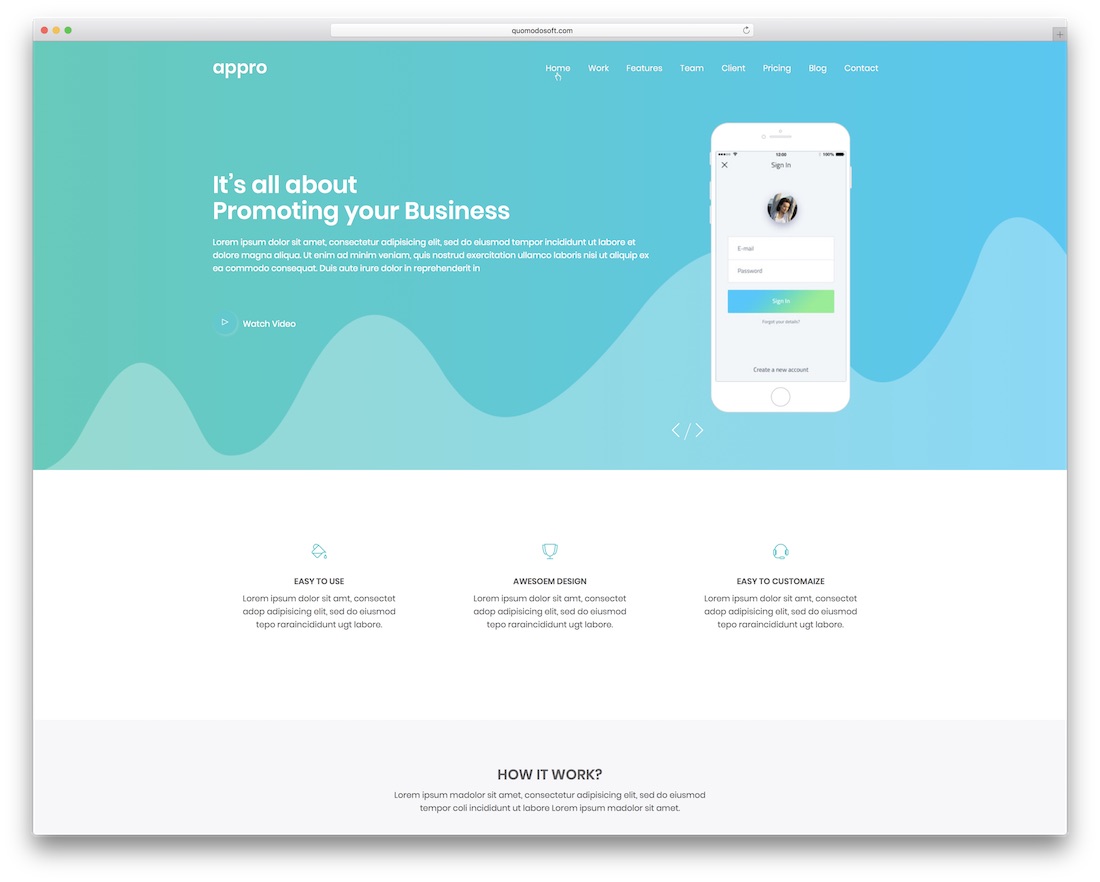 quomodosoft.com
appro
Home Work Features Team Client Pricing Blog Contact
It's all about
Promoting your Business
Lorem ipsum dolor sit amet, consectetur adipisicing elit, sed do eiusmod tempor incididunt ut labore et
dolore magna aliqua. Ut enim ad minim veniam, quis nostrud exercitation ullamco laboris nisi ut aliquip ex
ea commodo consequat. Duis aute irure dolor in reprehenderit in
Watch Video
12:00 100%
Sign In
E-mail
Password
Sign In
Forgot your details?
Create a new account
EASY TO USE
Lorem ipsum dolor sit amt, consectet
adop adipisicing elit, sed do eiusmod
tepo raraincididunt ugt labore.
AWESOEM DESIGN
Lorem ipsum dolor sit amt, consectet
adop adipisicing elit, sed do eiusmod
tepo raraincididunt ugt labore.
EASY TO CUSTOMAIZE
Lorem ipsum dolor sit amt, consectet
adop adipisicing elit, sed do eiusmod
tepo raraincididunt ugt labore.
HOW IT WORK?
Lorem ipsum madolor sit amet, consectetur adipisicing elit, sed do eiusmod
tempor coli incididunt ut labore Lorem ipsum madolor sit amet.